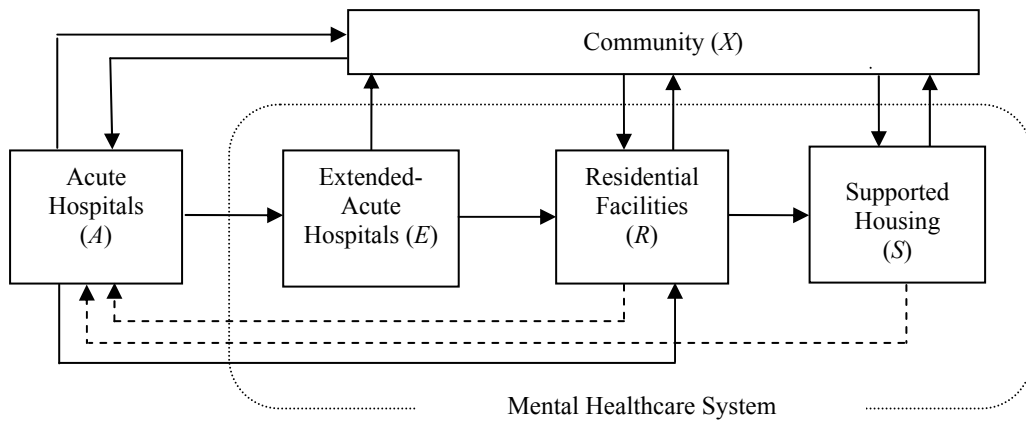 Community (X)
Acute
Hospitals
(A)
Extended-
Acute
Hospitals (E)
Residential
Facilities
(R)
Supported
Housing
(S)
Mental Healthcare System